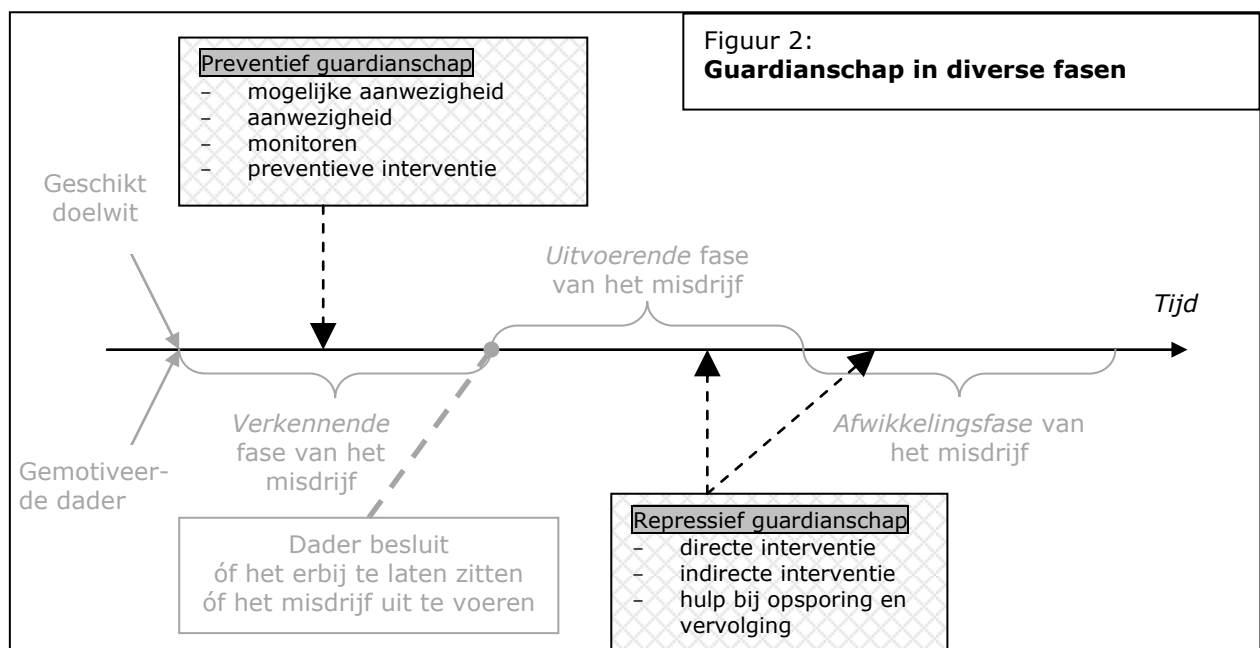 Figuur 2:
Guardianschap in diverse fasen
Preventief guardianschap
– mogelijke aanwezigheid
– aanwezigheid
– monitoren
– preventieve interventie
Geschikt
doelwit
Uitvoerende fase
van het misdrijf
Tijd
Verkennende
fase van het
misdrijf
Afwikkelingsfase van
het misdrijf
Gemotiveer-
de dader
Dader besluit
óf het erbij te laten zitten
óf het misdrijf uit te voeren
Repressief guardianschap
– directe interventie
– indirecte interventie
– hulp bij opsporing en
vervolging